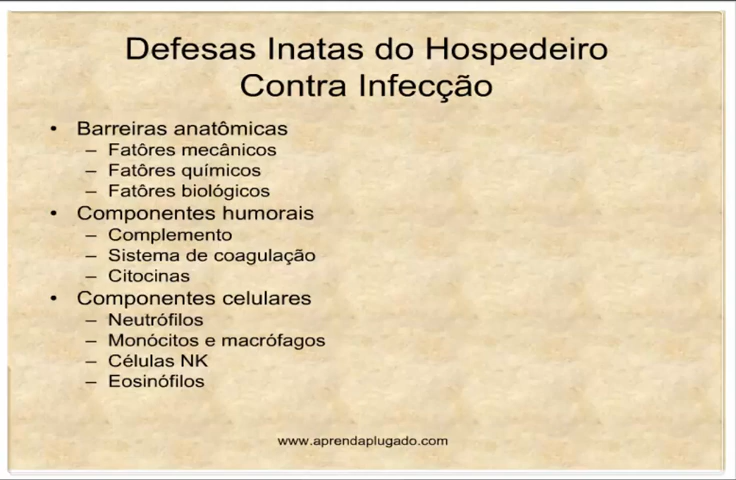 Defesas Inatas do Hospedeiro
Contra Infecção
• Barreiras anatômicas
– Fatôres mecânicos
– Fatôres químicos
– Fatôres biológicos
• Componentes humorais
– Complemento
– Sistema de coagulação
– Citocinas
• Componentes celulares
– Neutrófilos
– Monócitos e macrófagos
– Células NK
– Eosinófilos
www.aprendaplugado.com